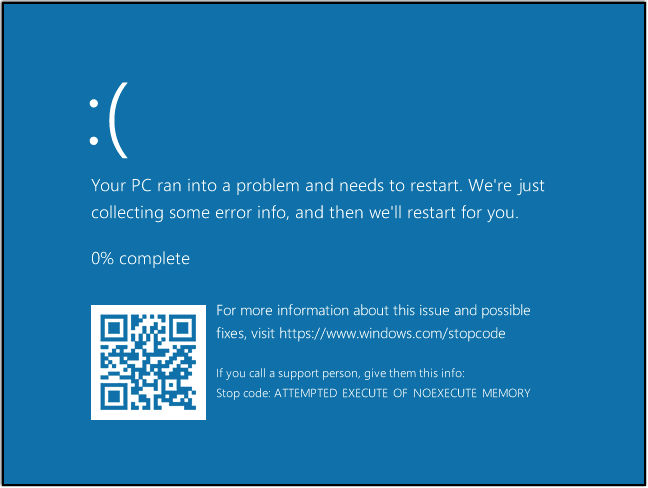 :(
Your PC ran into a problem and needs to restart. We're just
collecting some error info, and then we'll restart for you.
0% complete
For more information about this issue and possible
fixes, visit https://www.windows.com/stopcode
If you call a support person, give them this info:
Stop code: ATTEMPTED EXECUTE OF NOEXECUTE MEMORY